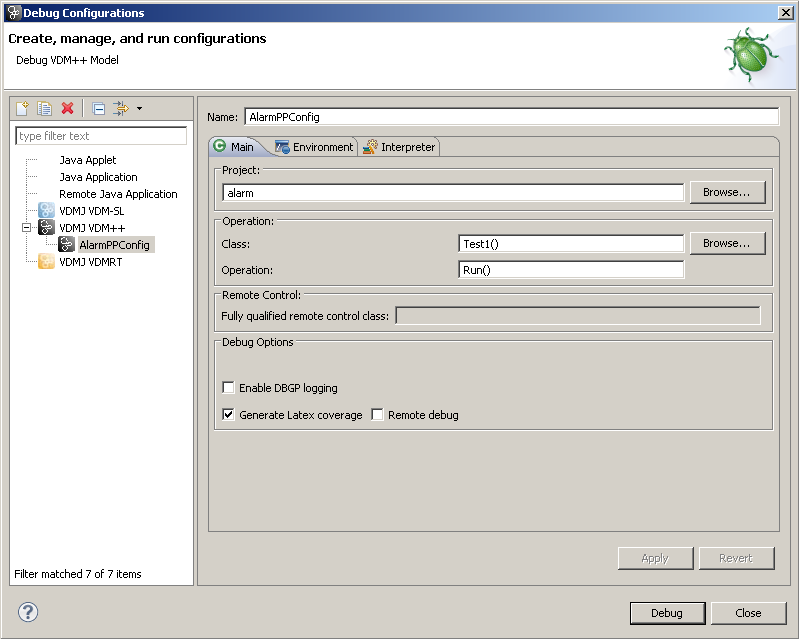 Debug Configurations
Create, manage, and run configurations
Debug VDM++ Model
type filter text
Java Applet
Java Application
Remote Java Application
VDMJ VDM-SL
VDMJ VDM++
AlarmPPConfig
VDMJ VDMRT
Filter matched 7 of 7 items
Name: AlarmPPConfig
Main Environment Interpreter
Project:
alarm Browse...
Operation:
Class: Test1() Browse...
Operation: Run()
Remote Control:
Fully qualified remote control class:
Debug Options
Enable DBGP logging
Generate Latex coverage Remote debug
Apply Revert
Debug Close